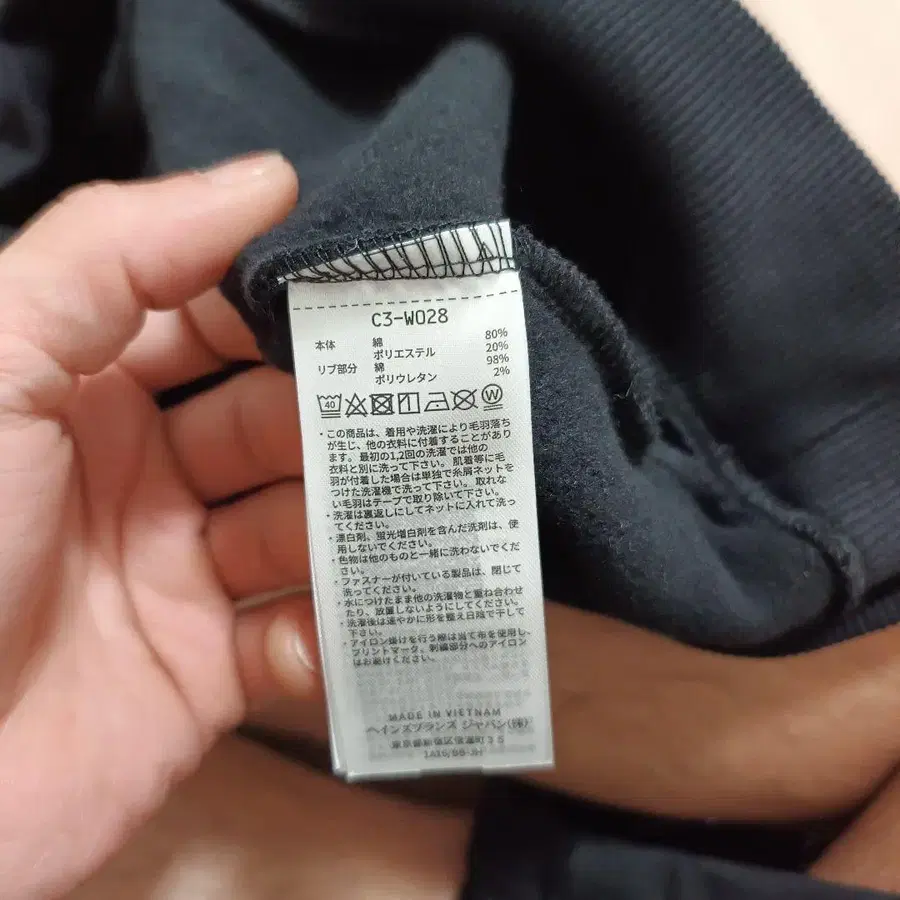 C3-W028
本体 綿 80%
ポリエステル 20%
リブ部分 綿 98%
ポリウレタン 2%
40 W
・この商品は、着用や洗濯により毛羽落ち
が生じ、他の衣料に付着することがあり
ます。最初の1,2回の洗濯では他の
衣料と別に洗って下さい。肌着等に毛
羽が付着した場合は単独で糸屑ネットを
つけた洗濯機で洗って下さい。取れな
い毛羽はテープで取り除いて下さい。
・洗濯は裏返しにしてネットに入れて洗っ
てください。
・漂白剤、蛍光増白剤を含んだ洗剤は、使
用しないでください。
・色物は他のものと一緒に洗わないでくだ
さい。
・ファスナーが付いている製品は、閉じて
洗ってください。
・水につけたまま他の洗濯物と重ね合わせ
たり、放置しないようにしてください。
・洗濯後は速やかに形を整え日陰で干して
下さい。
・アイロン掛けを行う際は当て布を使用し、
プリントマーク、刺繍部分へのアイロン
はお避けください。
MADE IN VIETNAM
ヘインズブランズ ジャパン(株)